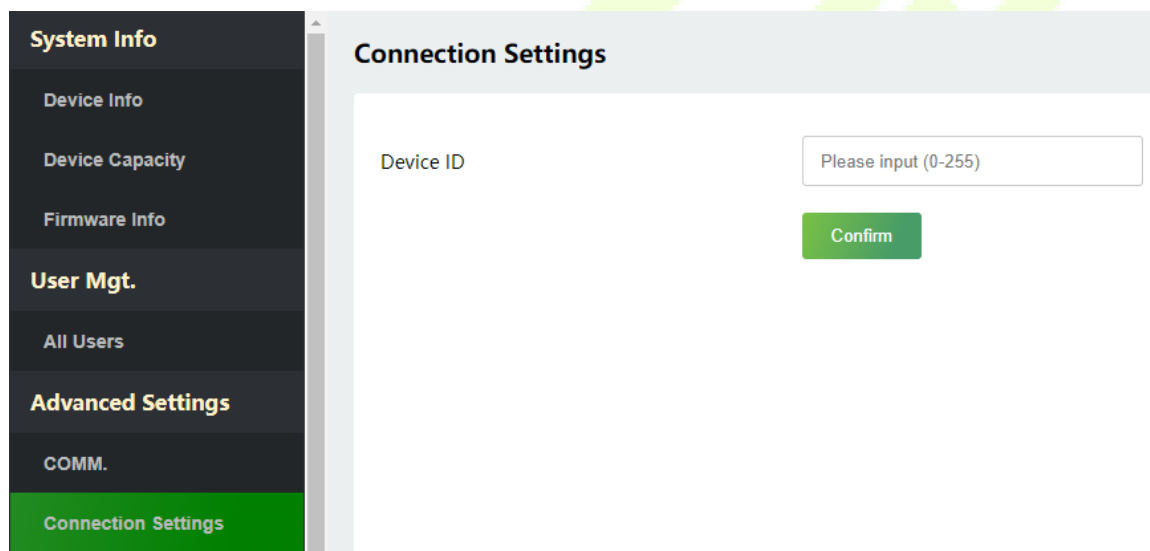 System Info
Device Info
Device Capacity
Firmware Info
User Mgt.
All Users
Advanced Settings
COMM.
Connection Settings
Connection Settings
Device ID
Please input (0-255)
Confirm